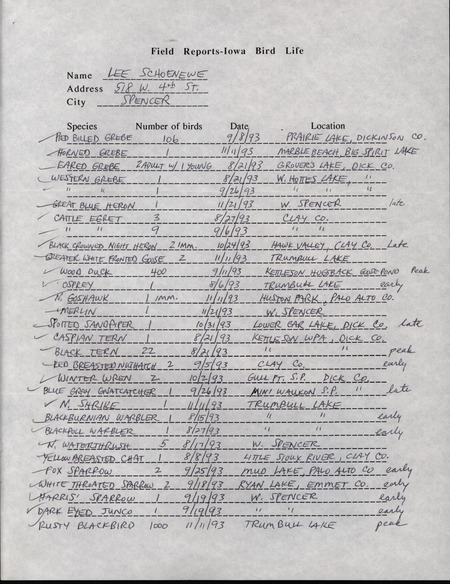 Field Reports-Iowa Bird Life
Name LEE SCHOENEWE
Address 518 W. 4th ST.
City SPENCER
Species Number of birds Date Location
PIED BILLED GREBE 106 9/8/93 PRAIRIE LAKE, DICKINSON CO.
HORNED GREBE 1 11/11/93 MARBLE BEACH, BIG SPIRIT LAKE
EARED GREBE 2 ADULT w/ 1 YOUNG 8/21/93 GROVER'S LAKE, DICK. CO.
WESTERN GREBE 1 8/21/93 W. HOTTES LAKE, " "
" " 1 9/26/93 " "
GREAT BLUE HERON 1 11/21/93 W. SPENCER late
CATTLE EGRET 3 8/27/93 CLAY CO.
" " 9 9/6/93 " "
BLACK CROWNED NIGHT HERON 2 IMM. 10/24/93 HAWK VALLEY, CLAY CO. Late
GREATER WHITE FRONTED GOOSE 2 11/11/93 TRUMBULL LAKE
WOOD DUCK 400 9/11/93 KETTLESON HOGBACK GOOSE POND Peak
OSPREY 1 8/6/93 TRUMBULL LAKE early
N. GOSHAWK 1 IMM. 11/11/93 HUSTON PARK, PALO ALTO CO.
MERLIN 1 11/21/93 W. SPENCER
SPOTTED SANDPIPER 1 10/31/93 LOWER GAR LAKE, DICK. CO. late
CASPIAN TERN 1 8/21/93 KETTLESON WPA, DICK. CO.
BLACK TERN 22 8/21/93 " " peak
RED BREASTED NUTHATCH 2 9/5/93 CLAY CO. early
WINTER WREN 2 10/2/93 GULL PT. S.P. DICK. CO.
BLUE GRAY GNATCATCHER 1 9/26/93 MINI WAUKON S.P. " late
N. SHRIKE 1 11/11/93 TRUMBULL LAKE
BLACKBURNIAN WARBLER 1 8/15/93 " " early
BLACKPOLL WARBLER 1 8/27/93 " " early
N. WATERTHRUSH 5 8/17/93 W. SPENCER
YELLOW BREASTED CHAT 1 8/8/93 LITTLE SIOUX RIVER, CLAY CO.
FOX SPARROW 2 9/25/93 MUD LAKE, PALO ALTO CO early
WHITE THROATED SPARROW 2 9/18/93 RYAN LAKE, EMMET CO. early
HARRIS' SPARROW 1 9/19/93 W. SPENCER early
DARK EYED JUNCO 1 9/19/93 " " early
RUSTY BLACKBIRD 1000 11/11/93 TRUMBULL LAKE peak